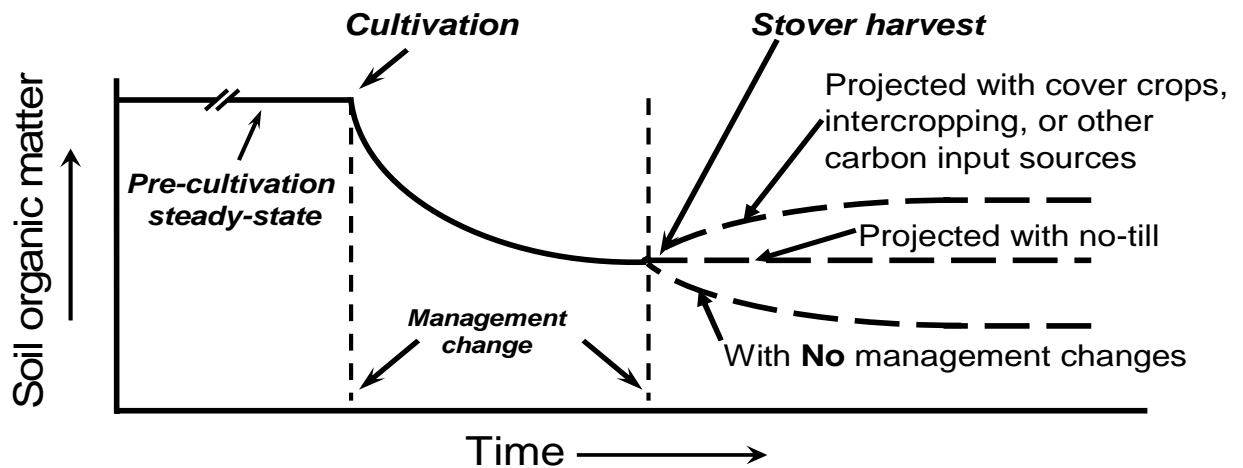 Cultivation
Stover harvest
Projected with cover crops,
intercropping, or other
carbon input sources
Pre-cultivation
steady-state
Projected with no-till
Management
change
With No management changes
Soil organic matter
Time